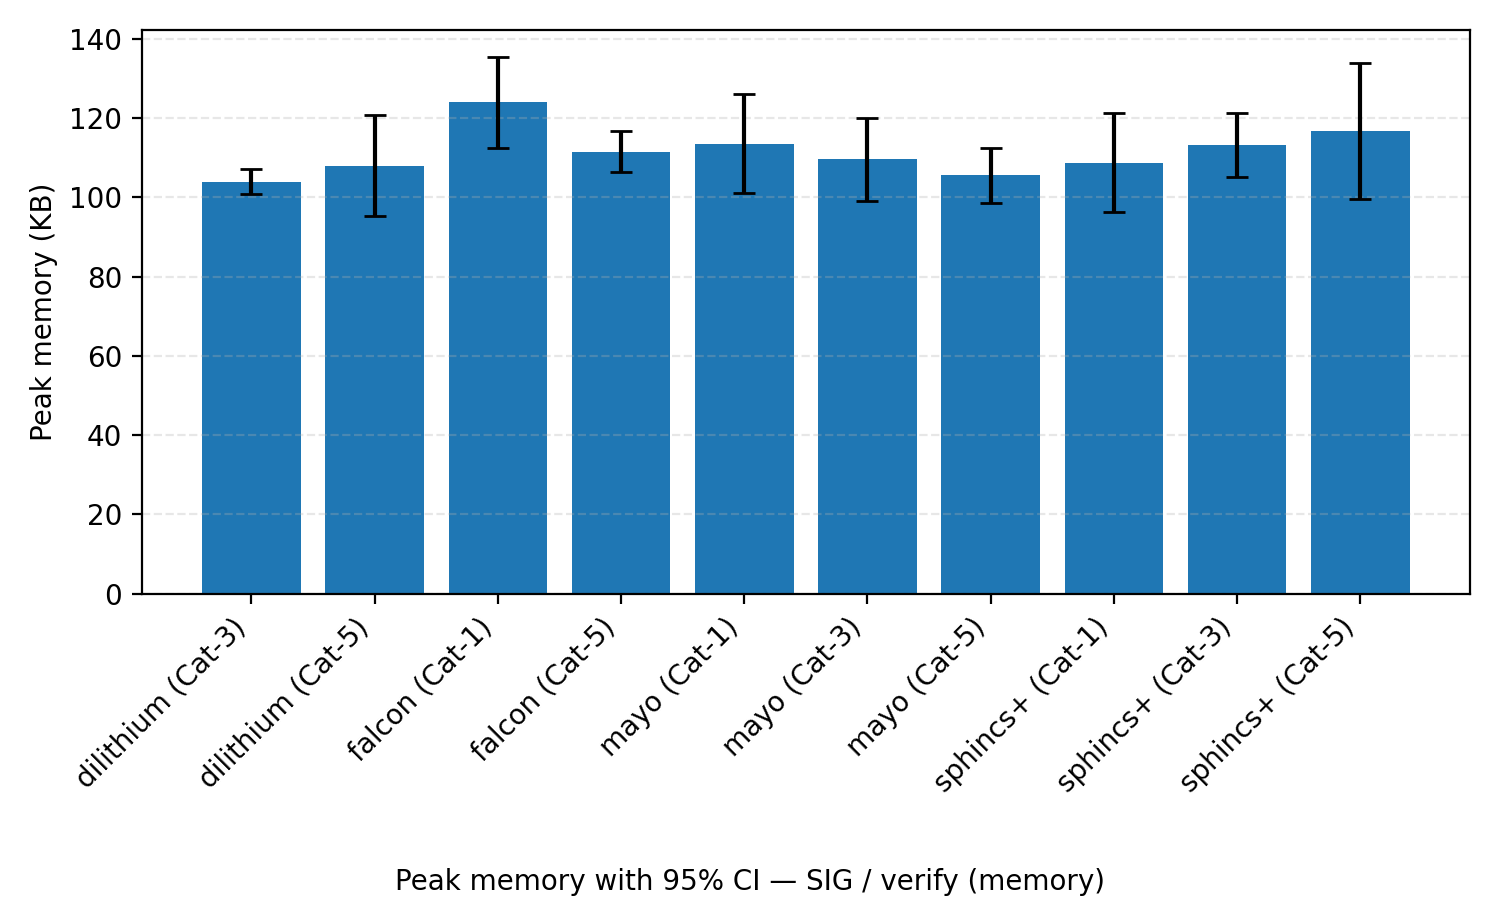 140
120
100
80
60
40
20
0
Peak memory (KB)
dilithium (Cat-3)
dilithium (Cat-5)
falcon (Cat-1)
falcon (Cat-5)
mayo (Cat-1)
mayo (Cat-3)
mayo (Cat-5)
sphincs+ (Cat-1)
sphincs+ (Cat-3)
sphincs+ (Cat-5)
Peak memory with 95% CI — SIG / verify (memory)